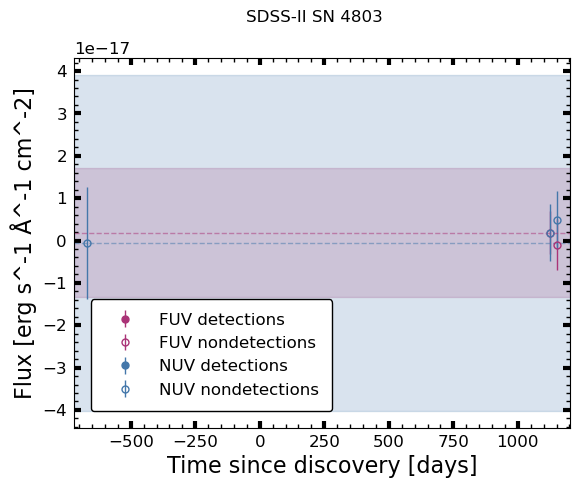 SDSS-II SN 4803
1e−17
Flux [erg s^-1 Å^-1 cm^-2]
4
3
2
1
0
−1
−2
−3
−4
FUV detections
FUV nondetections
NUV detections
NUV nondetections
−500 −250 0 250 500 750 1000
Time since discovery [days]